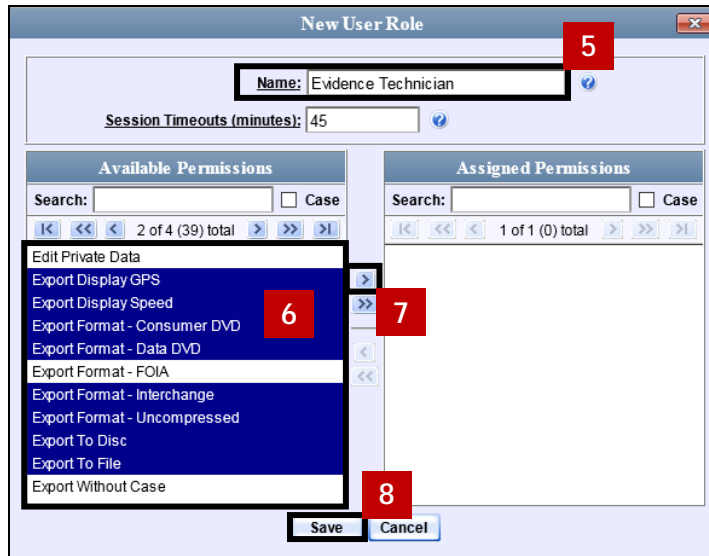 New User Role
5
Name: Evidence Technician
Session Timeouts (minutes): 45
Available Permissions
Search: Case
2 of 4 (39) total
Edit Private Data
Export Display GPS
Export Display Speed
Export Format - Consumer DVD
Export Format - Data DVD
Export Format - FOIA
Export Format - Interchange
Export Format - Uncompressed
Export To Disc
Export To File
Export Without Case
6
7
Assigned Permissions
Search: Case
1 of 1 (0) total
8
Save Cancel